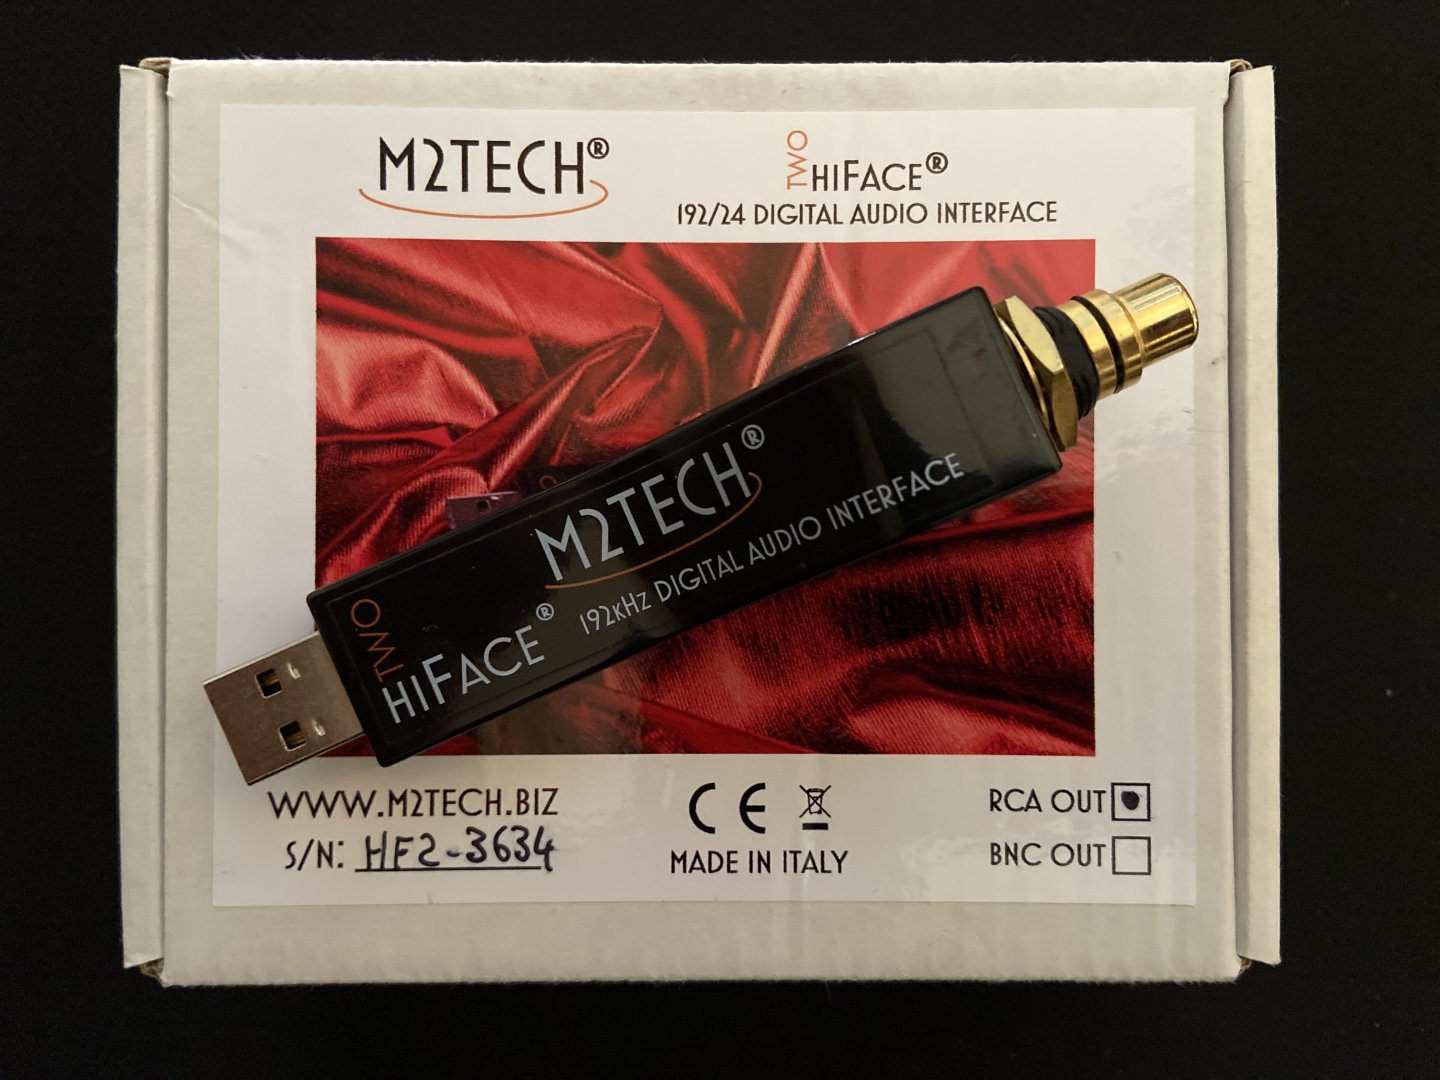 M2TECH®
TWO
HIFACE®
192/24 DIGITAL AUDIO INTERFACE
M2TECH®
192KHZ DIGITAL AUDIO INTERFACE
TWO
HIFACE®
WWW.M2TECH.BIZ
S/N: HF2-3634
CE
MADE IN ITALY
RCA OUT
BNC OUT